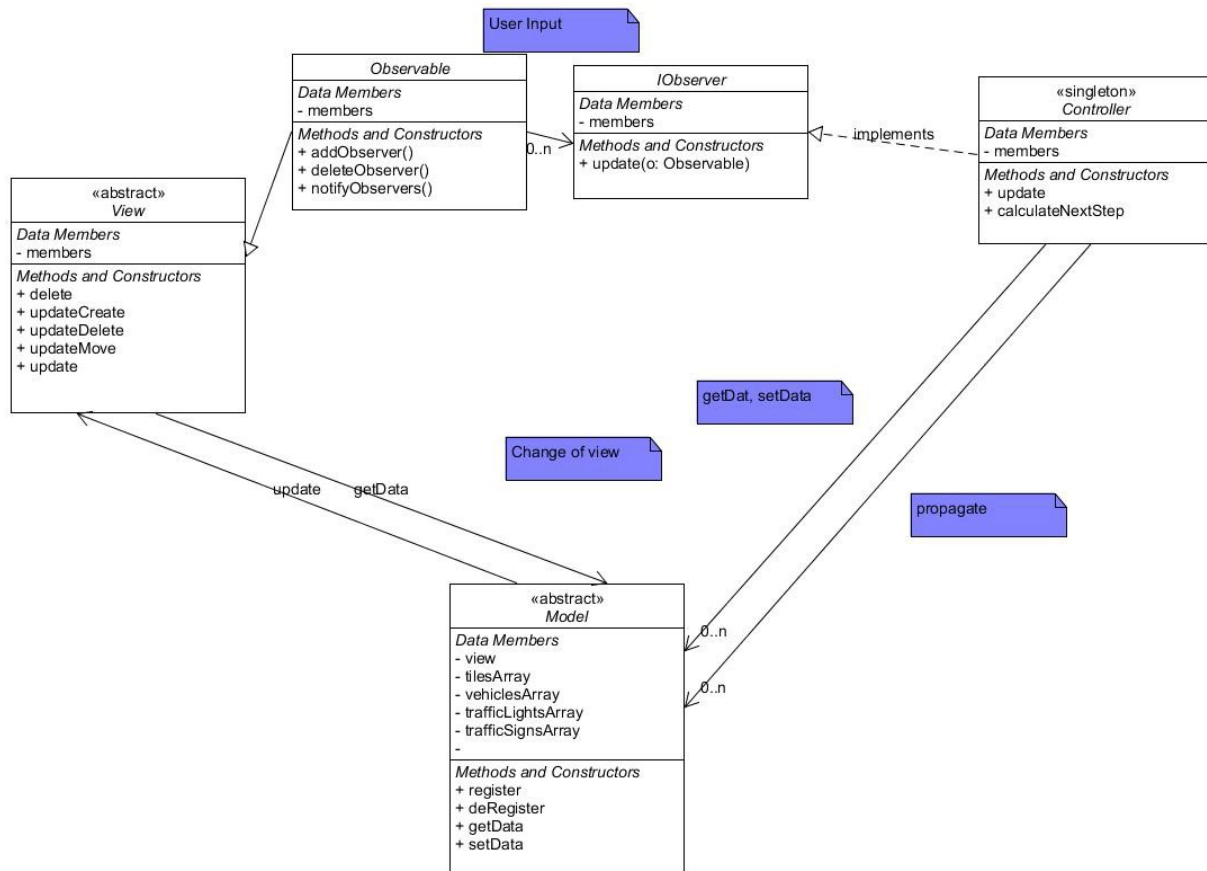 User Input
Observable
Data Members
- members
Methods and Constructors
+ addObserver()
+ deleteObserver()
+ notifyObservers()
0..n
IObserver
Data Members
- members
Methods and Constructors
+ update(o: Observable)
implements
«singleton»
Controller
Data Members
- members
Methods and Constructors
+ update
+ calculateNextStep
«abstract»
View
Data Members
- members
Methods and Constructors
+ delete
+ updateCreate
+ updateDelete
+ updateMove
+ update
getDat, setData
Change of view
update
getData
propagate
«abstract»
Model
Data Members
- view
- tilesArray
- vehiclesArray
- trafficLightsArray
- trafficSignsArray
-
Methods and Constructors
+ register
+ deRegister
+ getData
+ setData
0..n
0..n